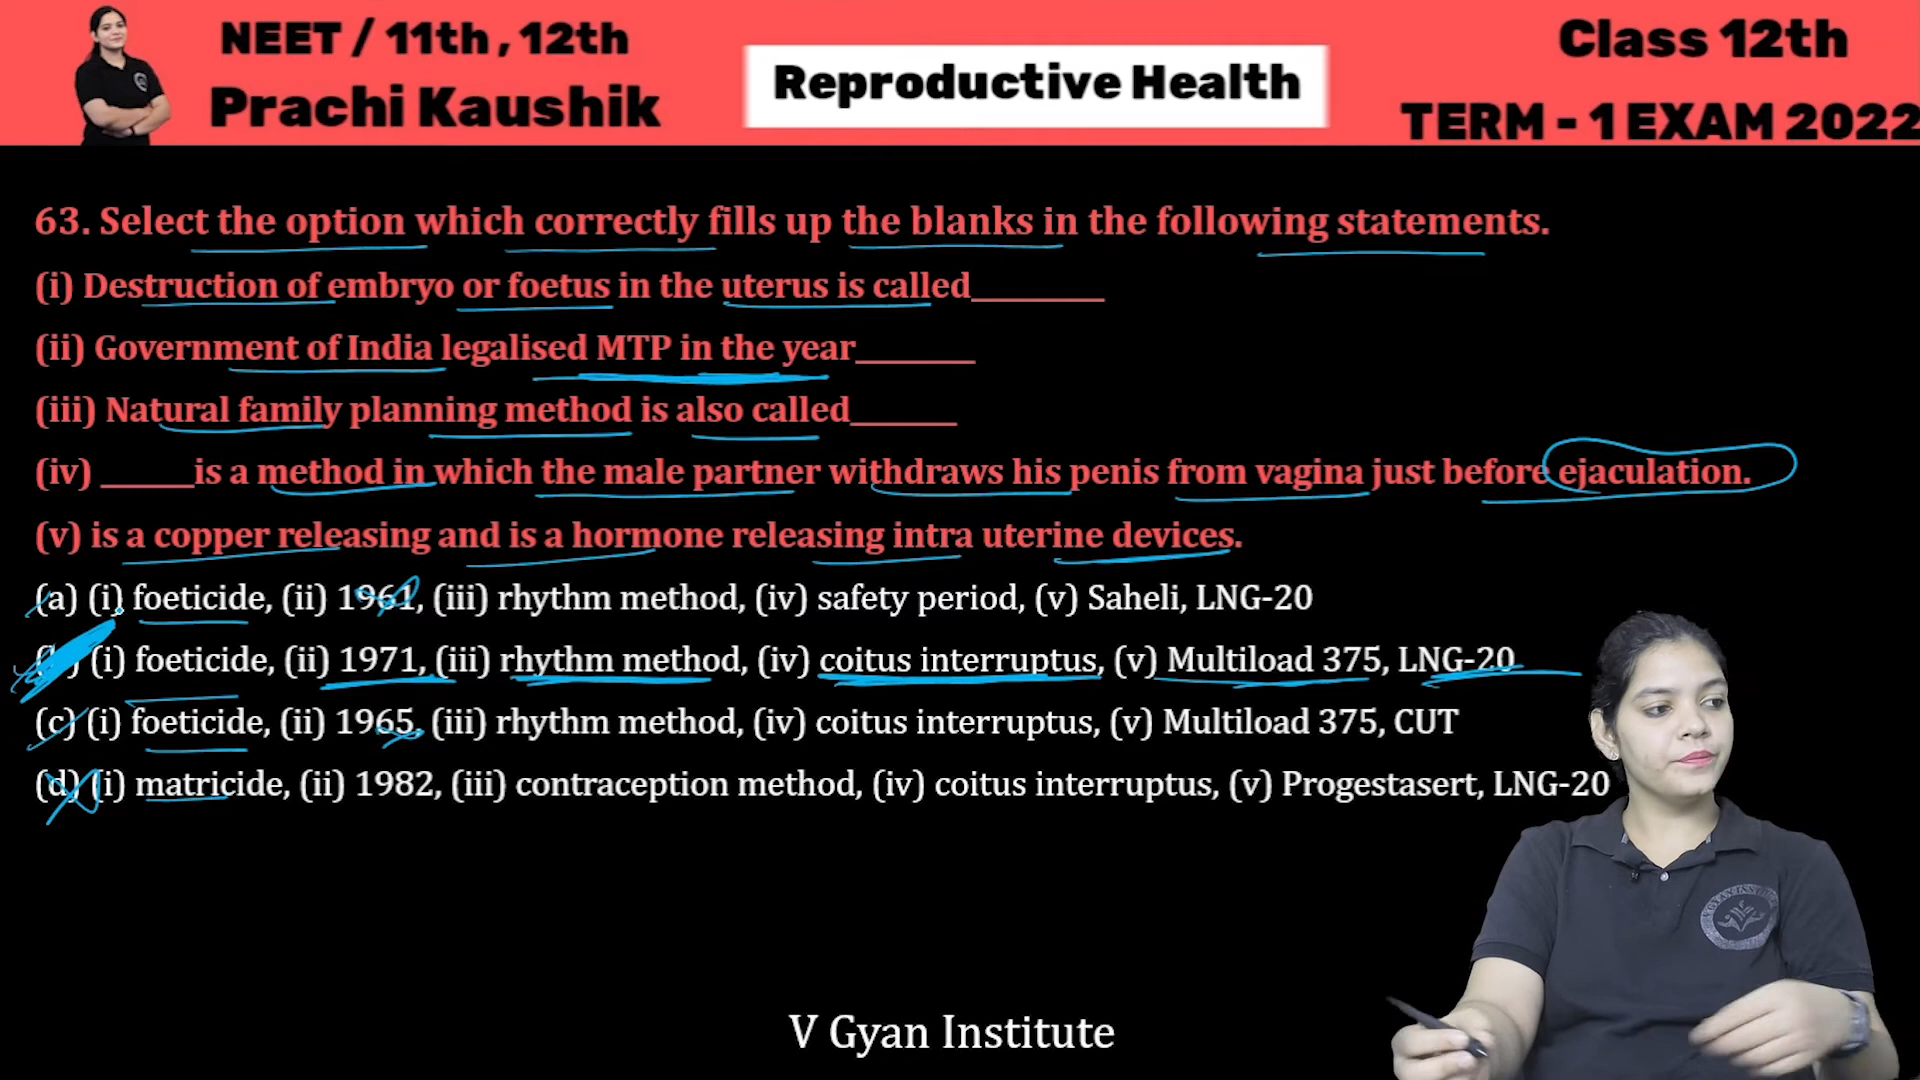 NEET / 11th , 12th
Prachi Kaushik
Reproductive Health
Class 12th
TERM - 1 EXAM 2022
63. Select the option which correctly fills up the blanks in the following statements.
(i) Destruction of embryo or foetus in the uterus is called__________
(ii) Government of India legalised MTP in the year_________
(iii) Natural family planning method is also called________
(iv) _______is a method in which the male partner withdraws his penis from vagina just before ejaculation.
(v) is a copper releasing and is a hormone releasing intra uterine devices.
(a) (i) foeticide, (ii) 1961, (iii) rhythm method, (iv) safety period, (v) Saheli, LNG-20
(i) foeticide, (ii) 1971, (iii) rhythm method, (iv) coitus interruptus, (v) Multiload 375, LNG-20
(c) (i) foeticide, (ii) 1965, (iii) rhythm method, (iv) coitus interruptus, (v) Multiload 375, CUT
(d) (i) matricide, (ii) 1982, (iii) contraception method, (iv) coitus interruptus, (v) Progestasert, LNG-20
V Gyan Institute